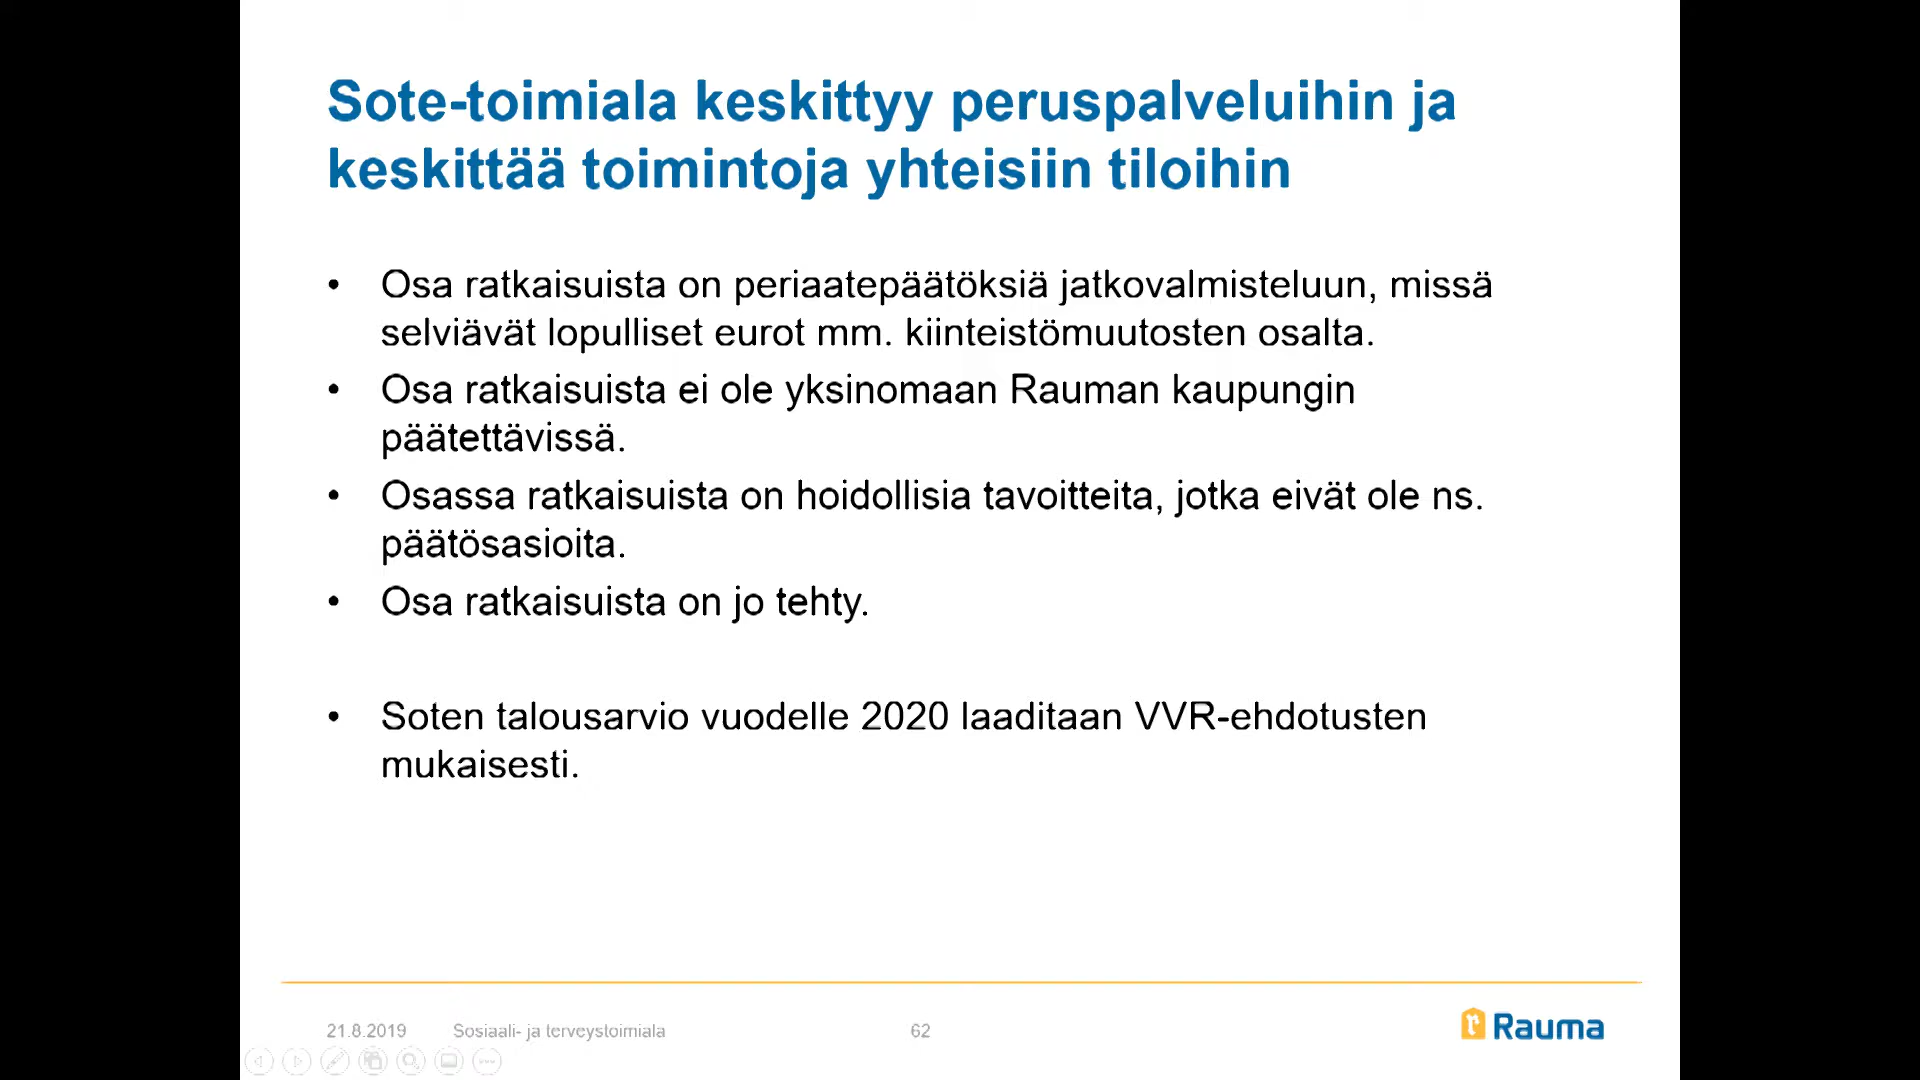 Sote-toimiala keskittyy peruspalveluihin ja
keskittää toimintoja yhteisiin tiloihin
• Osa ratkaisuista on periaatepäätöksiä jatkovalmisteluun, missä
selviävät lopulliset eurot mm. kiinteistömuutosten osalta.
• Osa ratkaisuista ei ole yksinomaan Rauman kaupungin
päätettävissä.
• Osassa ratkaisuista on hoidollisia tavoitteita, jotka eivät ole ns.
päätösasioita.
• Osa ratkaisuista on jo tehty.
• Soten talousarvio vuodelle 2020 laaditaan VVR-ehdotusten
mukaisesti.
21.8.2019 Sosiaali- ja terveystoimiala 62
Rauma